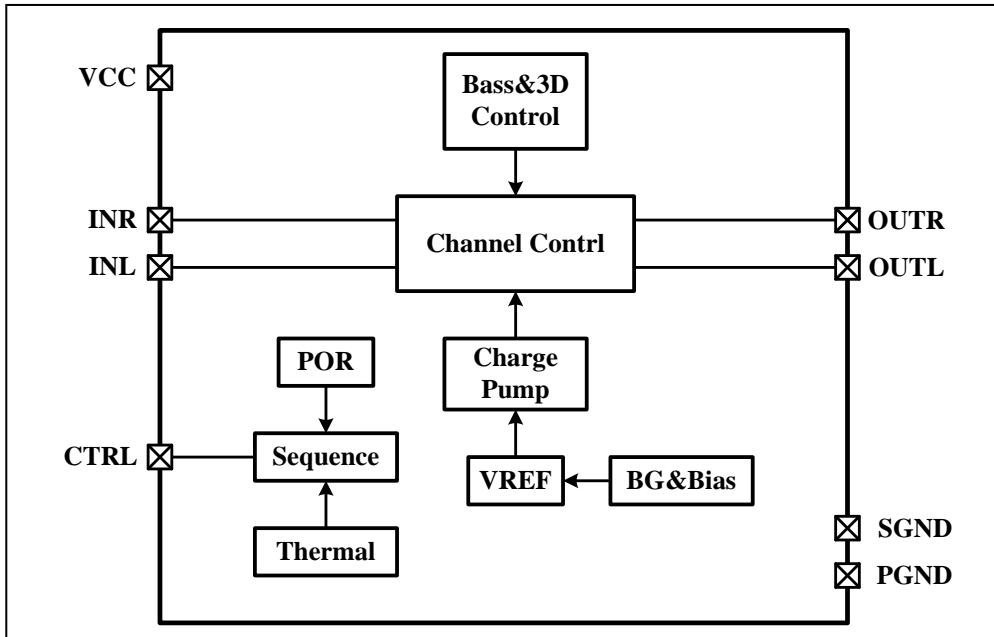 VCC
Bass&3D
Control
INR
Channel Contrl
OUTR
INL
OUTL
POR
Charge
Pump
CTRL
Sequence
VREF
BG&Bias
Thermal
SGND
PGND